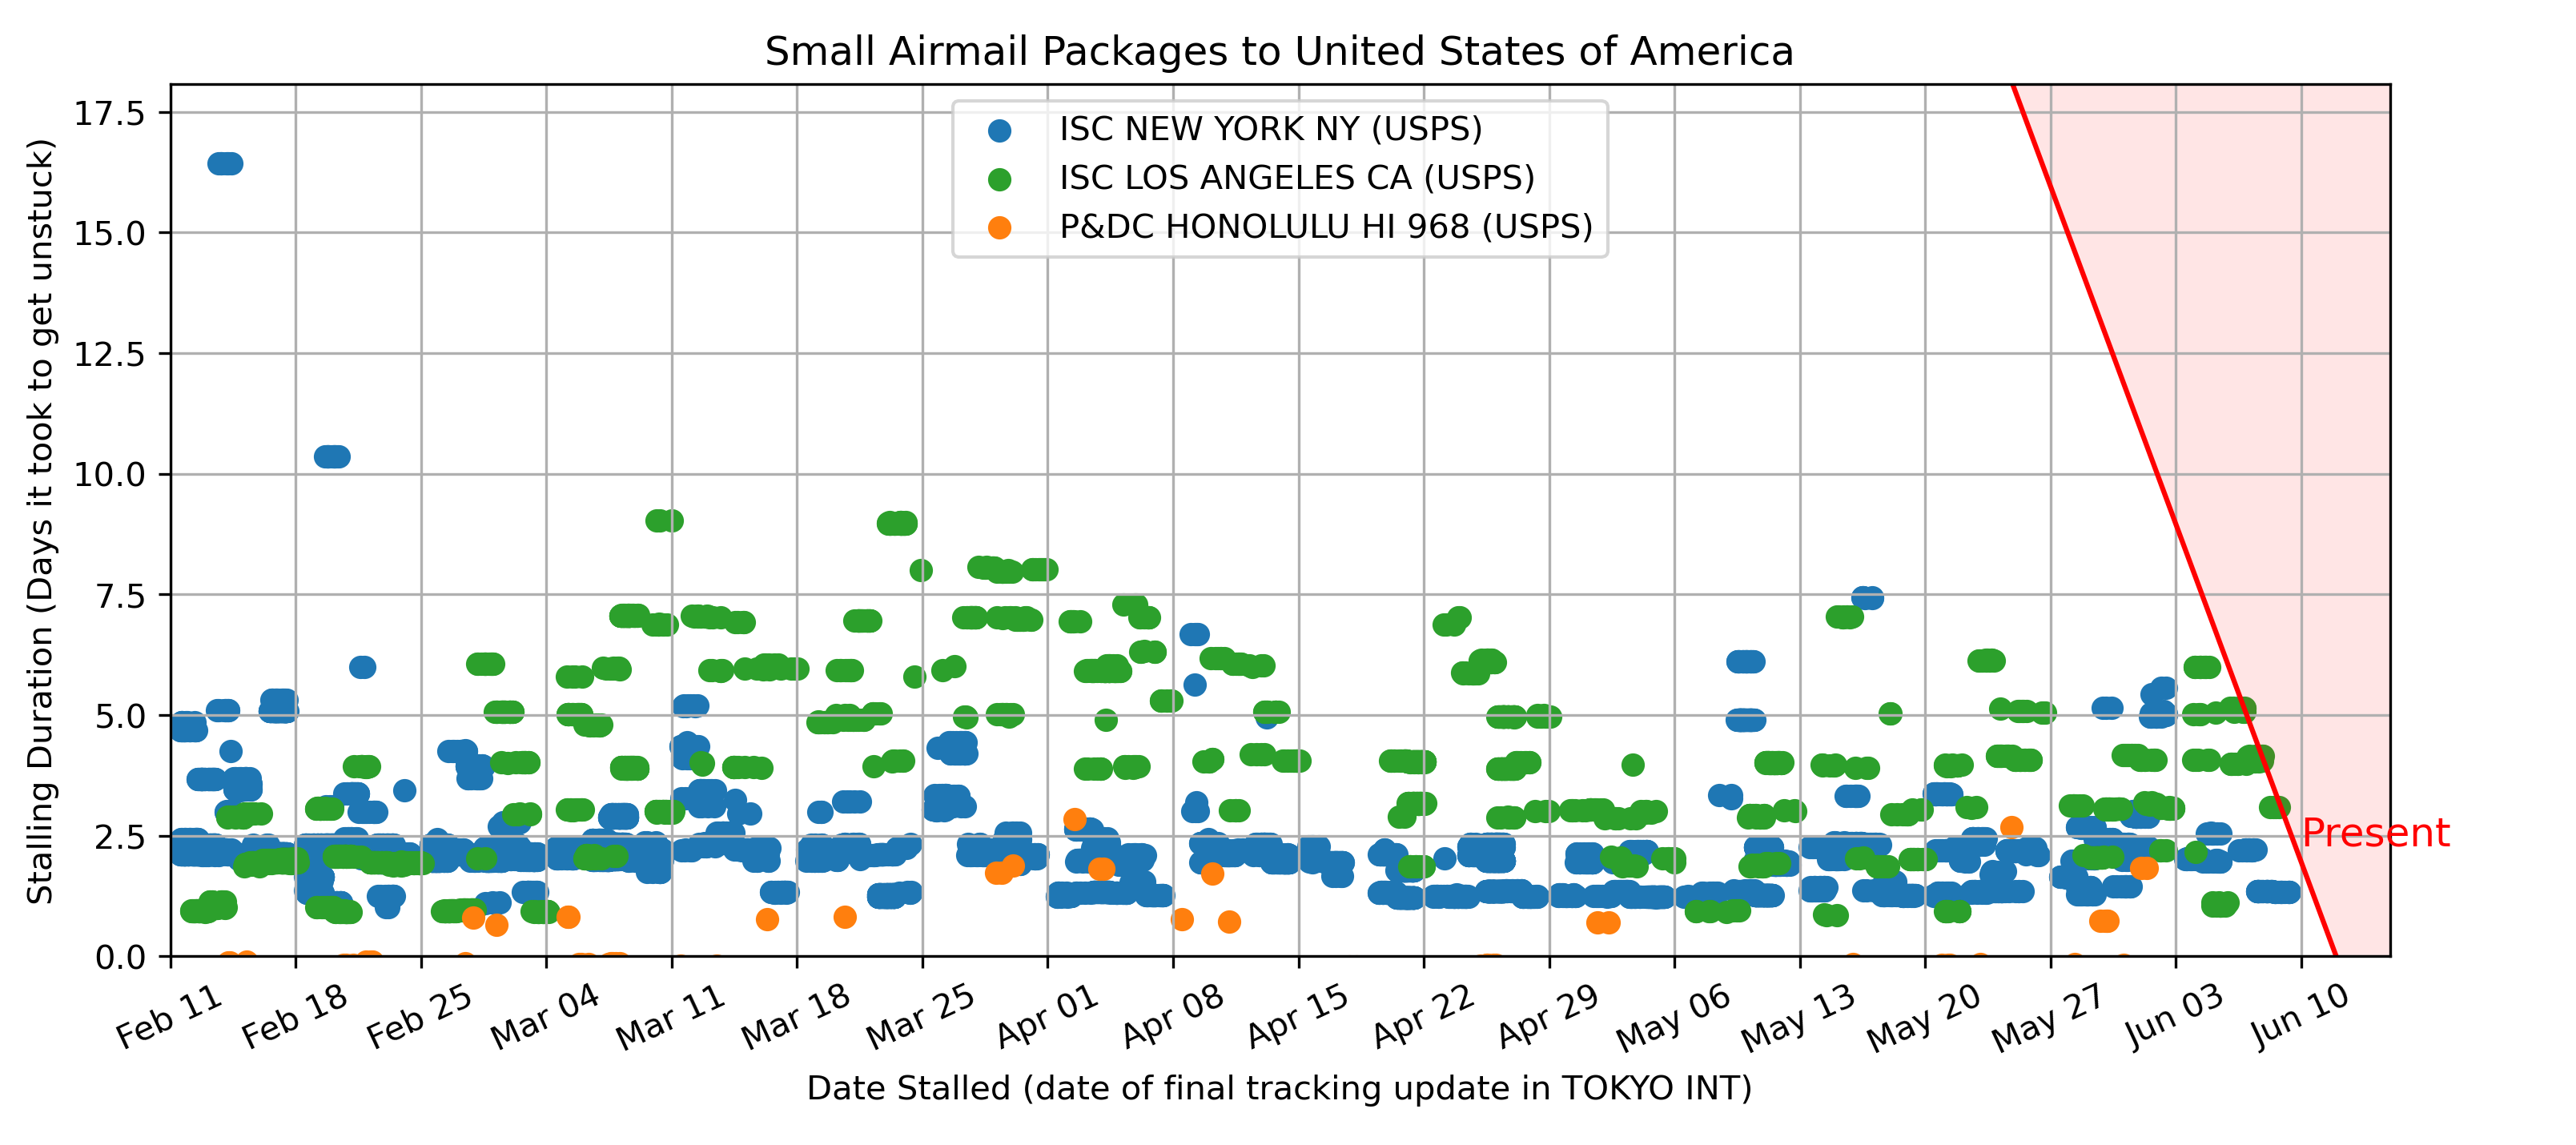 Small Airmail Packages to United States of America
Stalling Duration (Days it took to get unstuck)
17.5
15.0
12.5
10.0
7.5
5.0
2.5
0.0
ISC NEW YORK NY (USPS)
ISC LOS ANGELES CA (USPS)
P&DC HONOLULU HI 968 (USPS)
Present
Feb 11
Feb 18
Feb 25
Mar 04
Mar 11
Mar 18
Mar 25
Apr 01
Apr 08
Apr 15
Apr 22
Apr 29
May 06
May 13
May 20
May 27
Jun 03
Jun 10
Date Stalled (date of final tracking update in TOKYO INT)